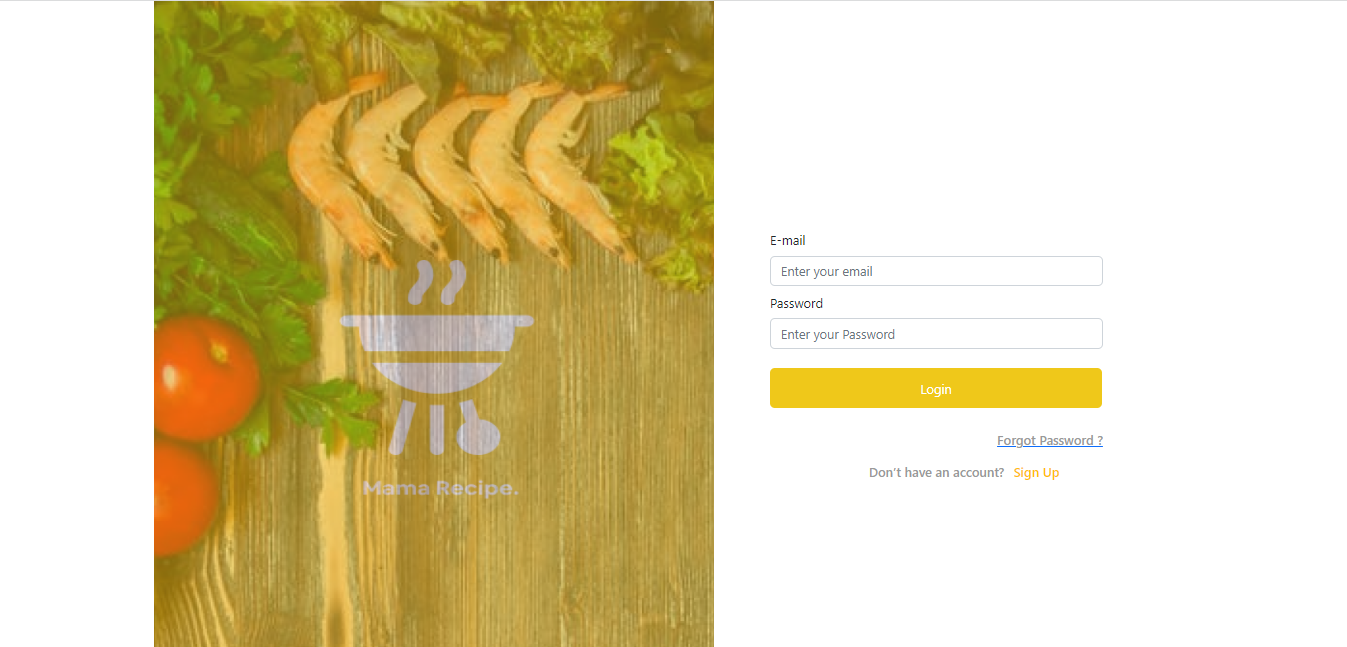 Mama Recipe.
E-mail
Enter your email
Password
Enter your Password
Login
Forgot Password ?
Don't have an account? Sign Up